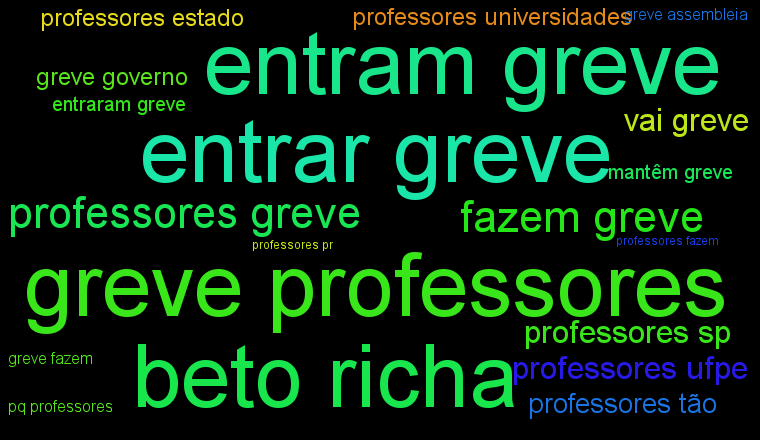 professores estado
professores universidades
greve assembleia
entram greve
greve governo
entraram greve
vai greve
entrar greve
mantêm greve
professores greve
fazem greve
professores pr
professores fazem
greve professores
professores sp
beto richa
greve fazem
professores ufpe
pq professores
professores tão